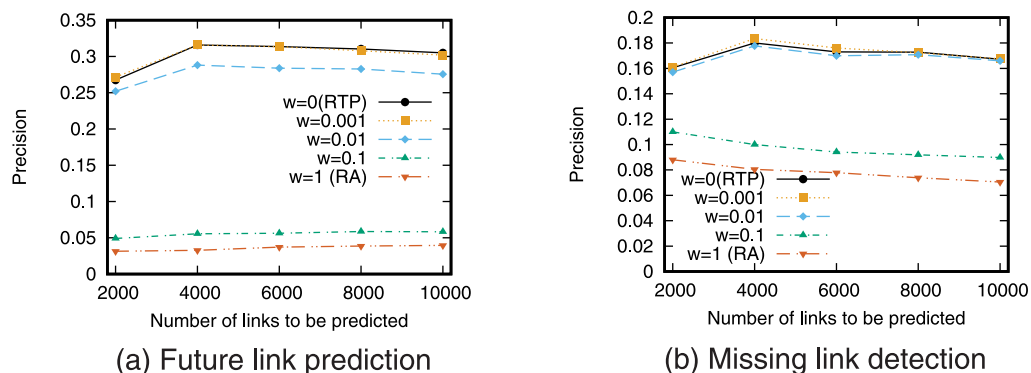 0.35
0.3
0.25
0.2
0.15
0.1
0.05
0
Precision
w=0(RTP)
w=0.001
w=0.01
w=0.1
w=1 (RA)
2000 4000 6000 8000 10000
Number of links to be predicted
(a) Future link prediction
0.2
0.18
0.16
0.14
0.12
0.1
0.08
0.06
0.04
0.02
0
Precision
w=0(RTP)
w=0.001
w=0.01
w=0.1
w=1 (RA)
2000 4000 6000 8000 10000
Number of links to be predicted
(b) Missing link detection